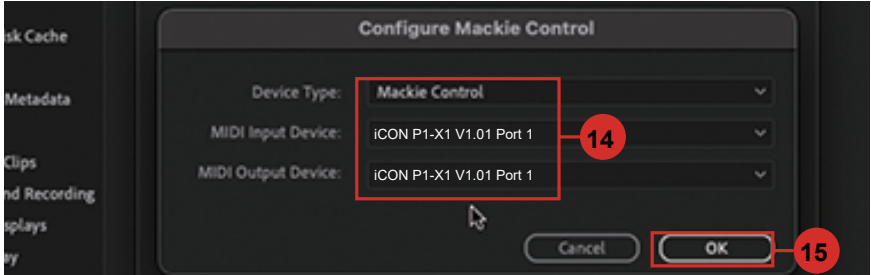 Configure Mackie Control
sk Cache
Metadata
Clips
nd Recording
splays
ay
Device Type: Mackie Control
MIDI Input Device: iCON P1-X1 V1.01 Port 1
14
MIDI Output Device: iCON P1-X1 V1.01 Port 1
Cancel OK 15